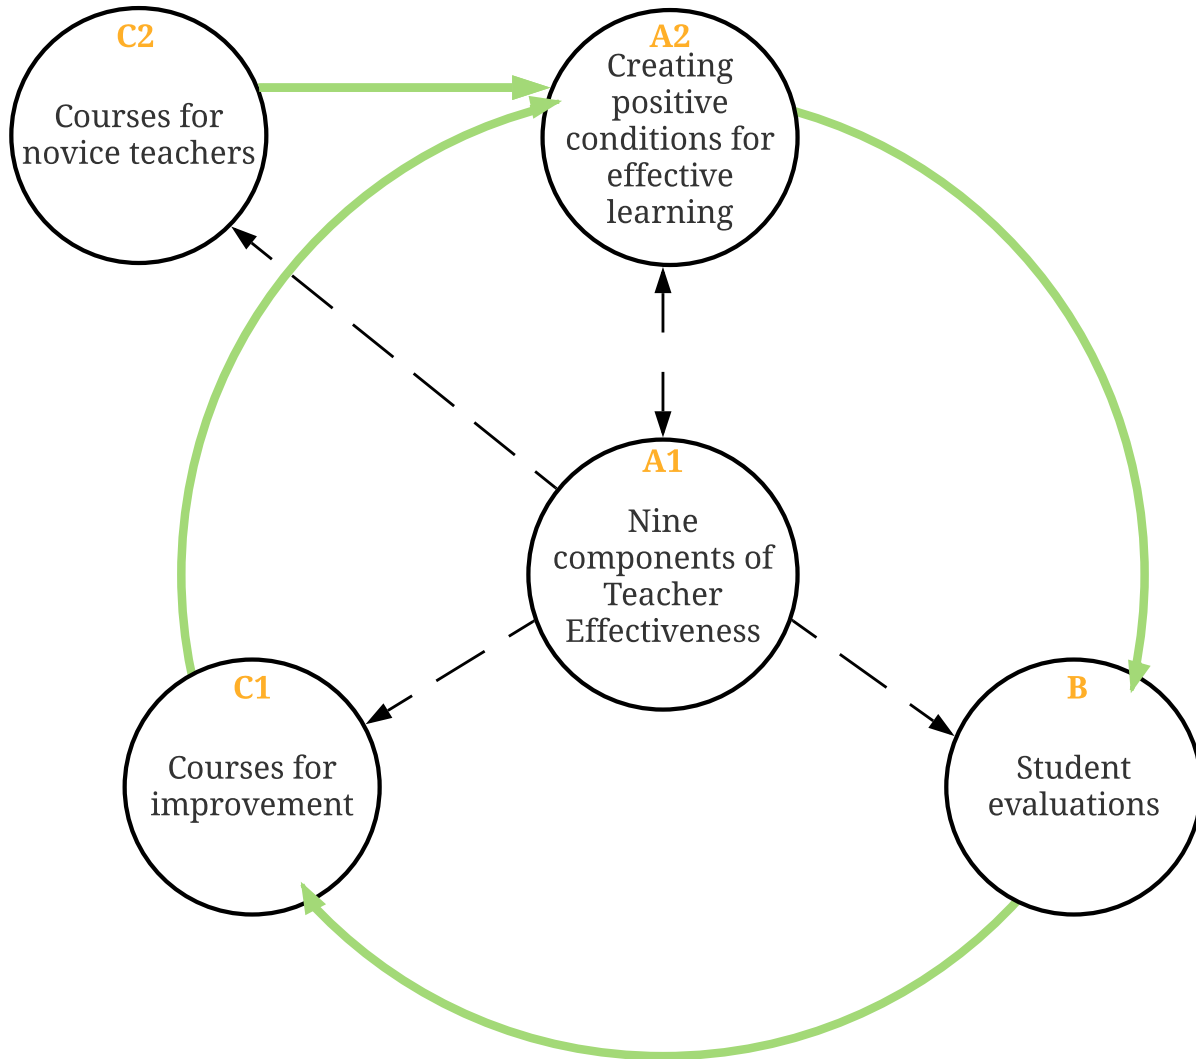 C2
Courses for
novice teachers
A2
Creating
positive
conditions for
effective
learning
A1
Nine
components of
Teacher
Effectiveness
C1
Courses for
improvement
B
Student
evaluations